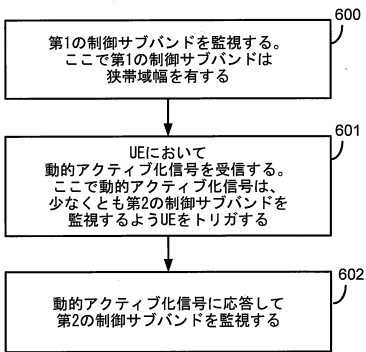 600
第1の制御サブバンドを監視する。
ここで第1の制御サブバンドは
狭帯域幅を有する
601
UEにおいて
動的アクティブ化信号を受信する。
ここで動的アクティブ化信号は、
少なくとも第2の制御サブバンドを
監視するようUEをトリガする
602
動的アクティブ化信号に応答して
第2の制御サブバンドを監視する